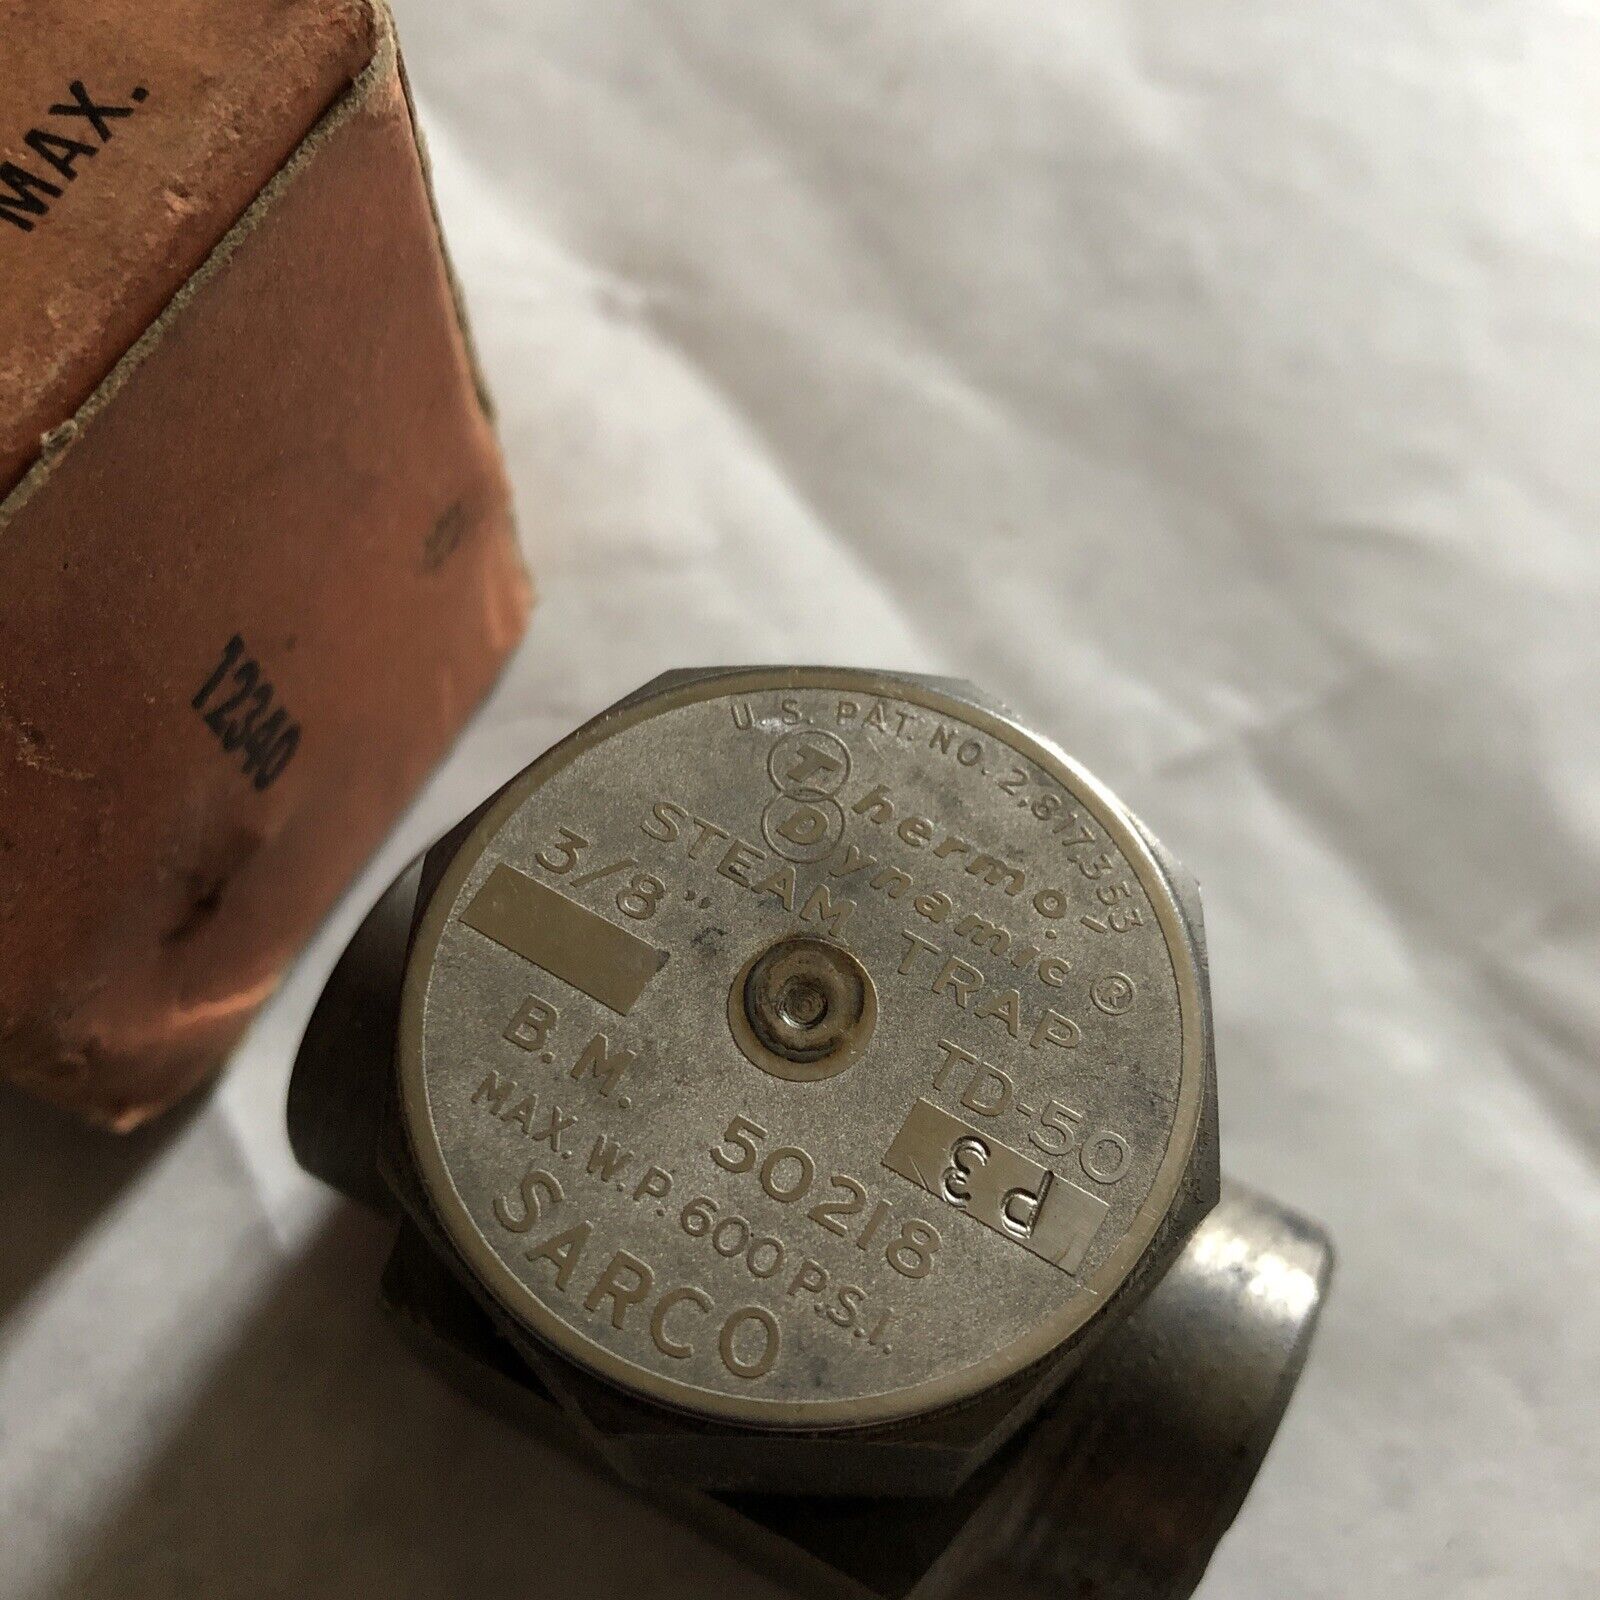 MAX.
12340
U.S. PAT. NO. 2,817,353
Thermo-
Dynamic ®
STEAM TRAP
3/8" TD-50
P3
B.M. 50218
MAX. W.P. 600 P.S.I.
SARCO